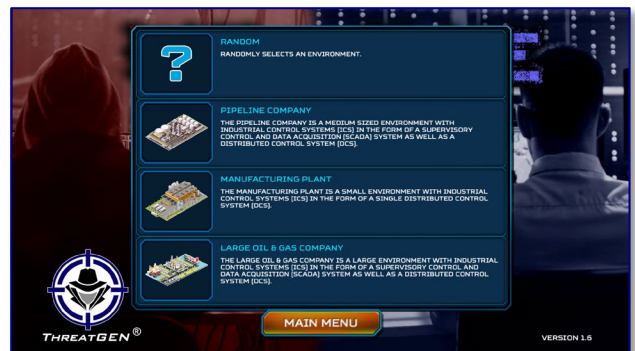 RANDOM
RANDOMLY SELECTS AN ENVIRONMENT.
PIPELINE COMPANY
THE PIPELINE COMPANY IS A MEDIUM SIZED ENVIRONMENT WITH
INDUSTRIAL CONTROL SYSTEMS [ICS] IN THE FORM OF A SUPERVISORY
CONTROL AND DATA ACQUISITION [SCADA] SYSTEM AS WELL AS A
DISTRIBUTED CONTROL SYSTEM [DCS].
MANUFACTURING PLANT
THE MANUFACTURING PLANT IS A SMALL ENVIRONMENT WITH INDUSTRIAL
CONTROL SYSTEMS [ICS] IN THE FORM OF A SINGLE DISTRIBUTED CONTROL
SYSTEM [DCS].
LARGE OIL & GAS COMPANY
THE LARGE OIL & GAS COMPANY IS A LARGE ENVIRONMENT WITH INDUSTRIAL
CONTROL SYSTEMS [ICS] IN THE FORM OF A SUPERVISORY CONTROL AND
DATA ACQUISITION [SCADA] SYSTEM AS WELL AS A DISTRIBUTED CONTROL
SYSTEM [DCS].
MAIN MENU
THREATGEN®
VERSION 1.6